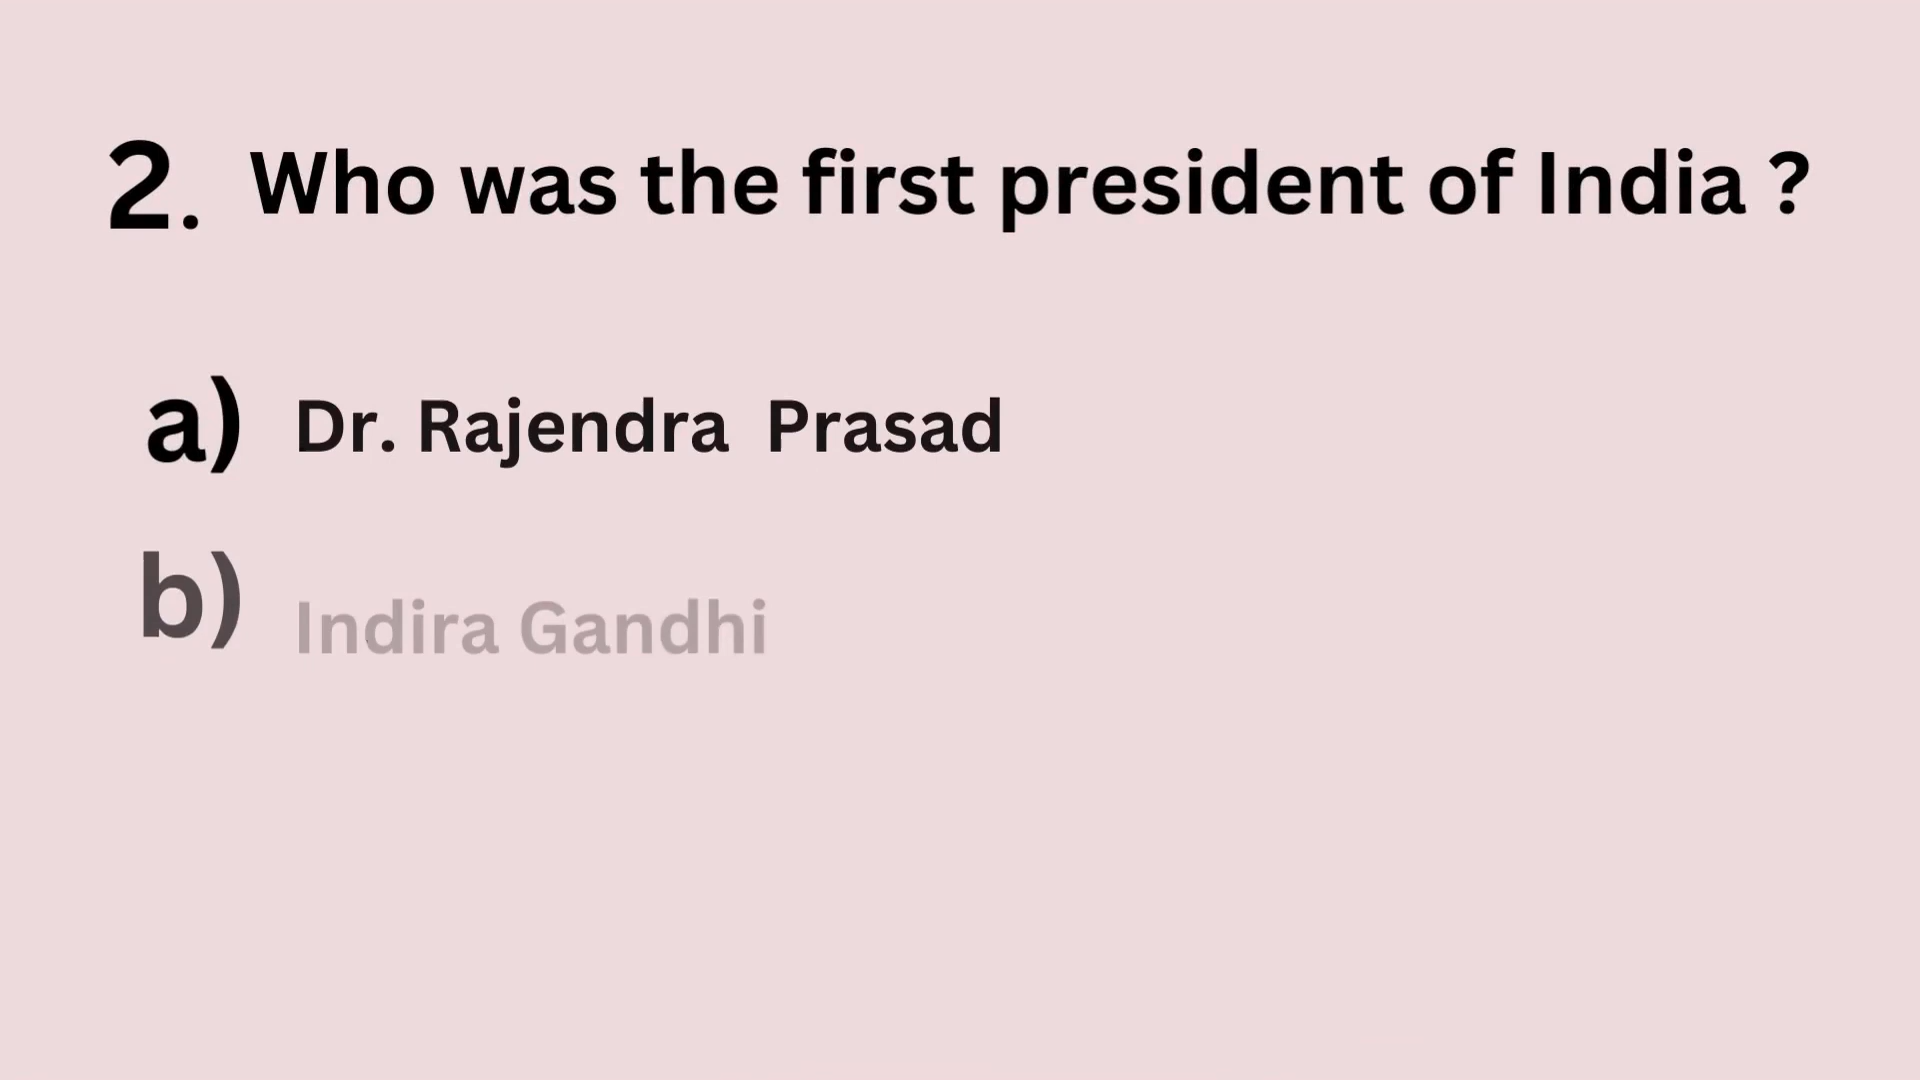 2. Who was the first president of India ?
a) Dr. Rajendra Prasad
b) Indira Gandhi